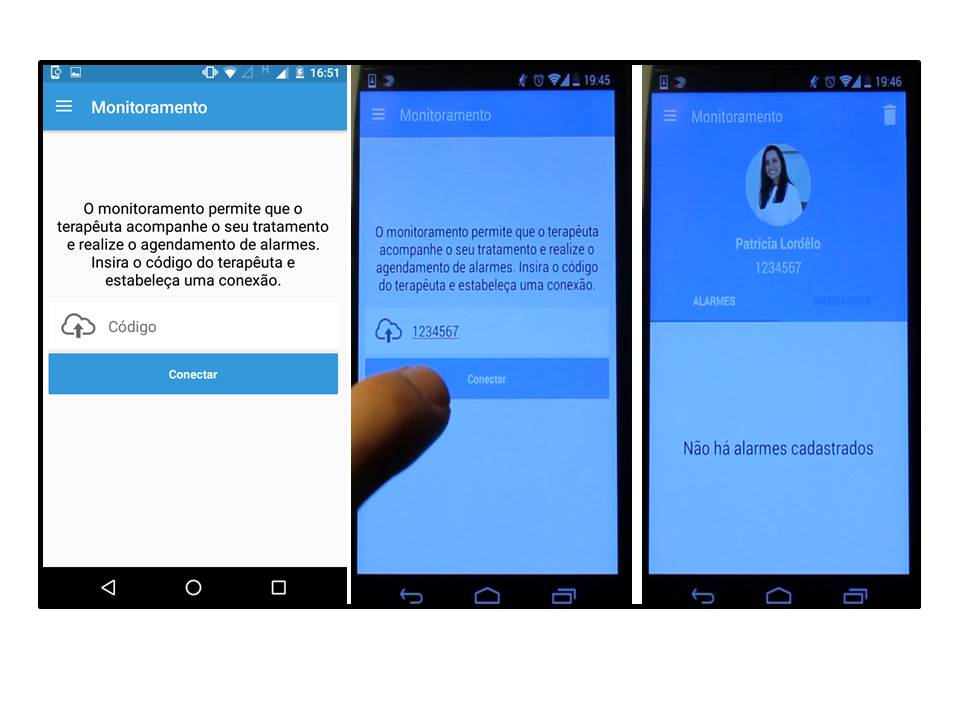 H
16:51
Monitoramento
O monitoramento permite que o
terapêuta acompanhe o seu tratamento
e realize o agendamento de alarmes.
Insira o código do terapêuta e
estabeleça uma conexão.
Código
Conectar
19:45
Monitoramento
O monitoramento permite que o terapêuta
acompanhe o seu tratamento e realize o
agendamento de alarmes. Insira o código
do terapêuta e estabeleça uma conexão.
1234567
Conectar
19:46
Monitoramento
Patrícia Lordêlo
1234567
ALARMES
MENSAGENS
Não há alarmes cadastrados